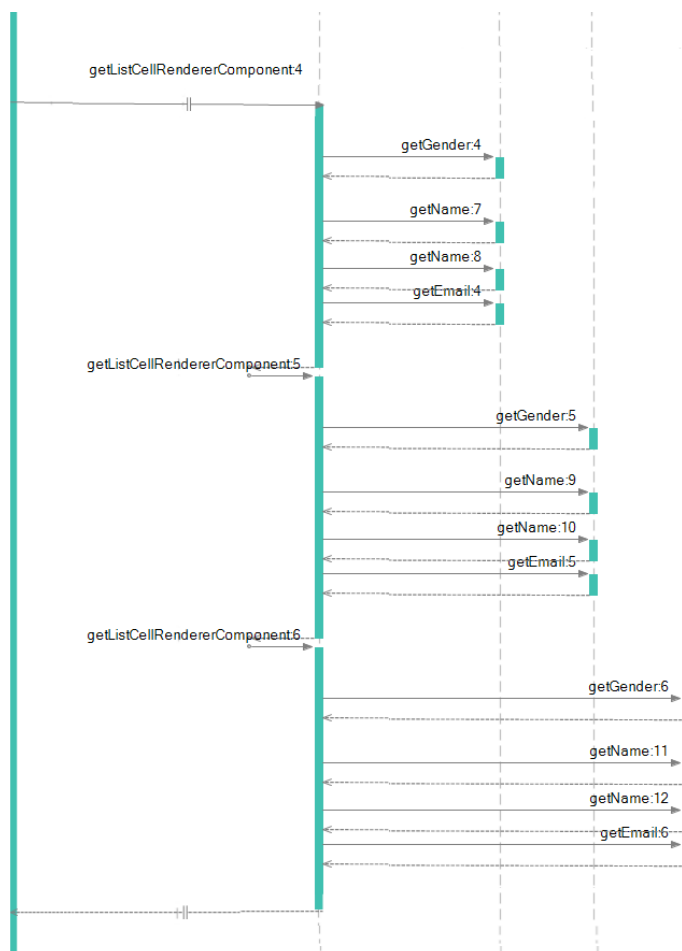 getListCellRendererComponent:4
getGender:4
getName:7
getName:8
getEmail:4
getListCellRendererComponent:5
getGender:5
getName:9
getName:10
getEmail:5
getListCellRendererComponent:6
getGender:6
getName:11
getName:12
getEmail:6